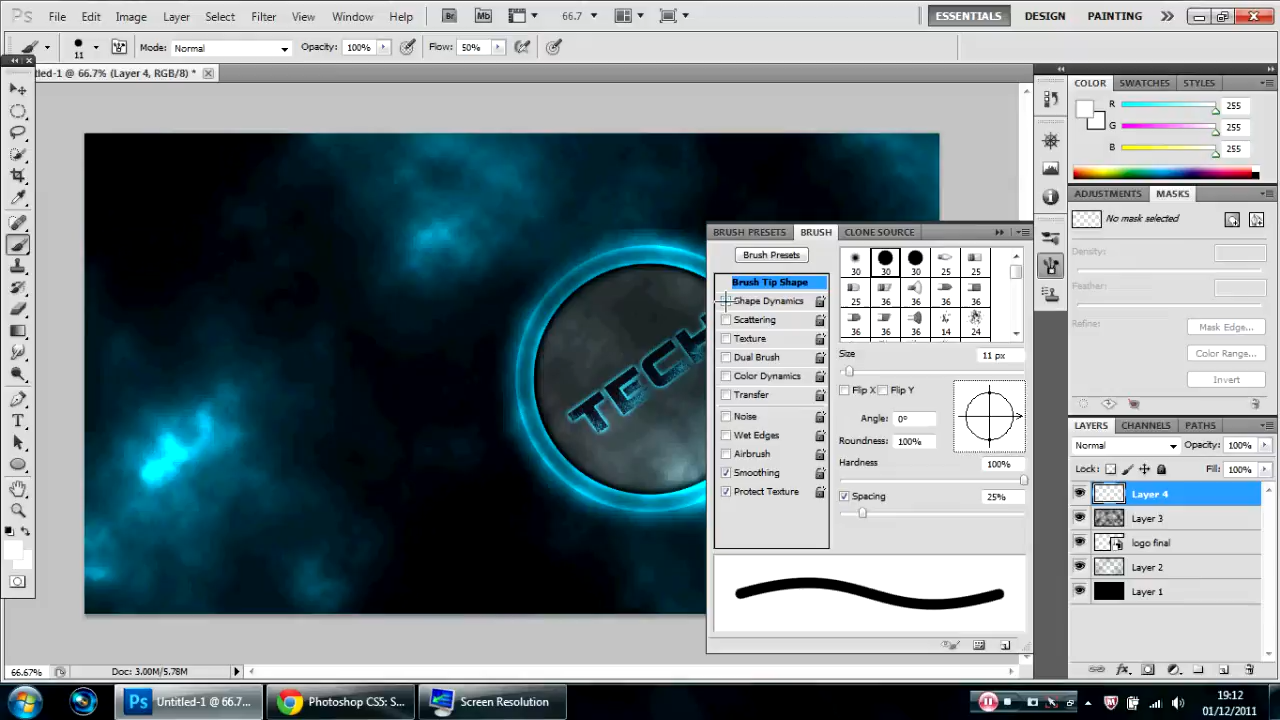 Ps File Edit Image Layer Select Filter View Window Help Br Mb 66.7 ESSENTIALS DESIGN PAINTING
11 Mode: Normal Opacity: 100% Flow: 50%
ded-1 @ 66.7% (Layer 4, RGB/8) *
COLOR SWATCHES STYLES
R 255
G 127
B 255
ADJUSTMENTS MASKS
No mask selected
Density:
Feather:
Refine:
Mask Edge...
Color Range...
Invert
TECH
BRUSH PRESETS BRUSH CLONE SOURCE
Brush Presets
Brush Tip Shape
Shape Dynamics
Scattering
Texture
Dual Brush
Color Dynamics
Transfer
Noise
Wet Edges
Airbrush
Smoothing
Protect Texture
30 30 30 25 25
25 36 36 36 36
36 36 36 14 24
Size 11 px
Flip X Flip Y
Angle: 0°
Roundness: 100%
Hardness 100%
Spacing 25%
LAYERS CHANNELS PATHS
Normal Opacity: 100%
Lock: Fill: 100%
Layer 4
Layer 3
logo final
Layer 2
Layer 1
66.67% Doc: 3.00M/5.78M
Ps Untitled-1 @ 66.7... Photoshop CS5: S... Screen Resolution
19:12
01/12/2011